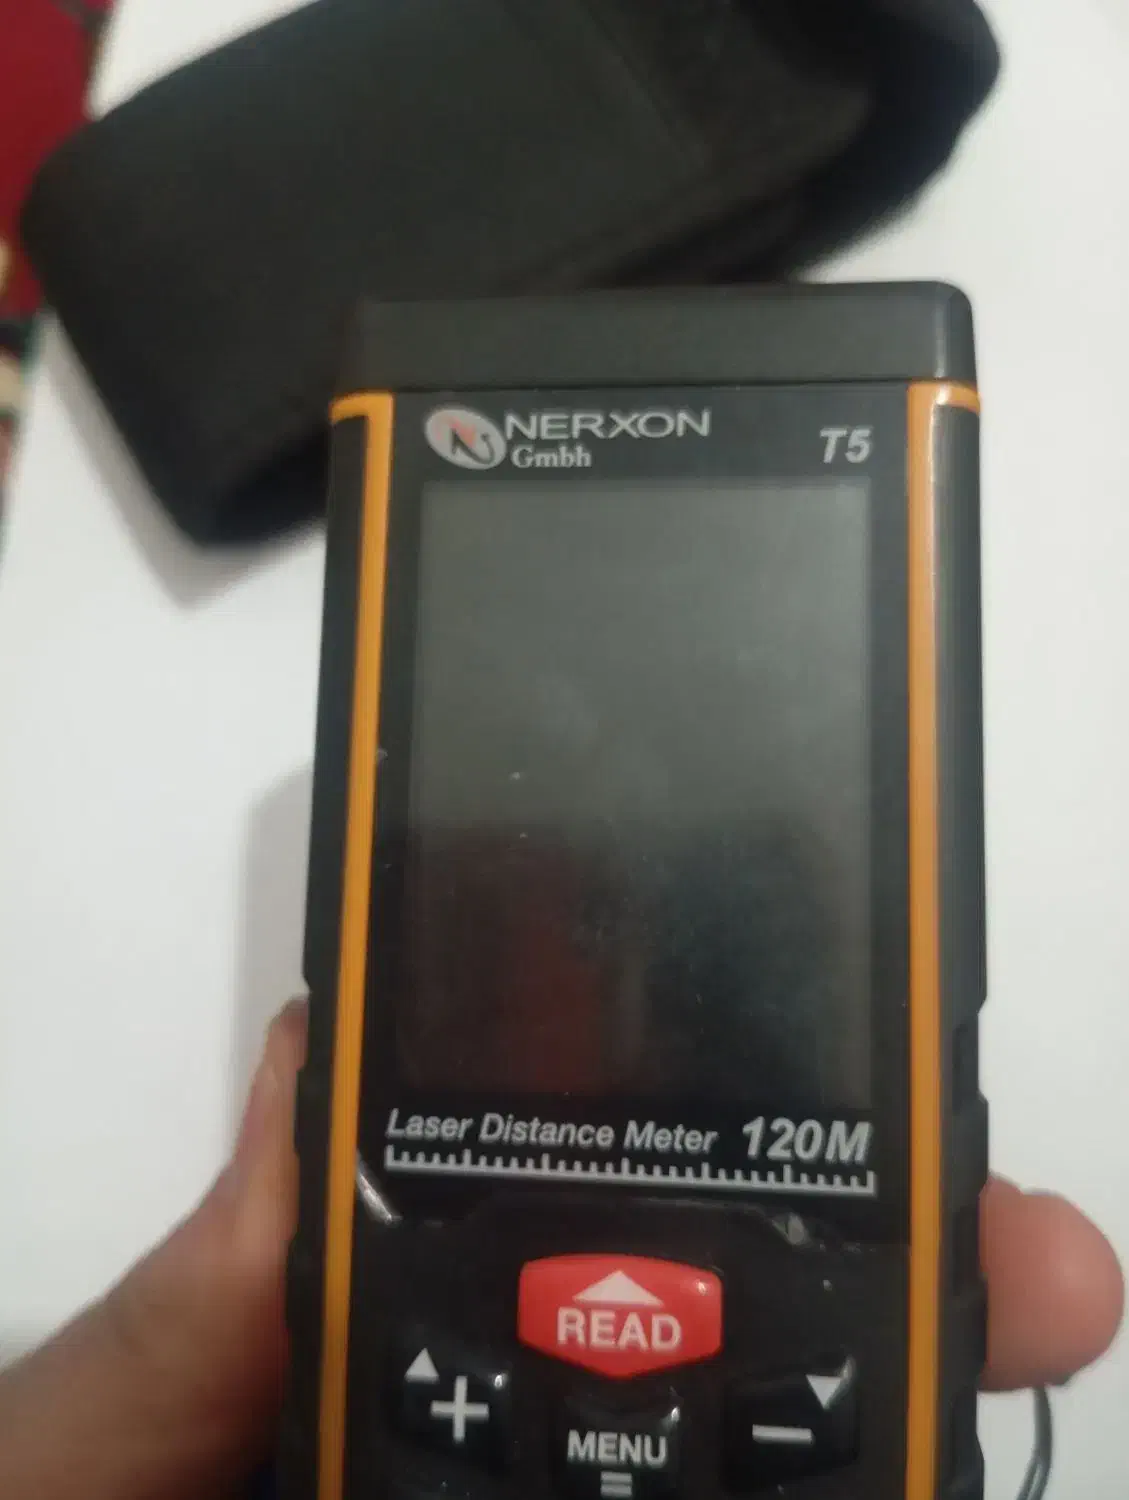 NERXON
Gmbh
T5
Laser Distance Meter 120M
READ
+ −
MENU